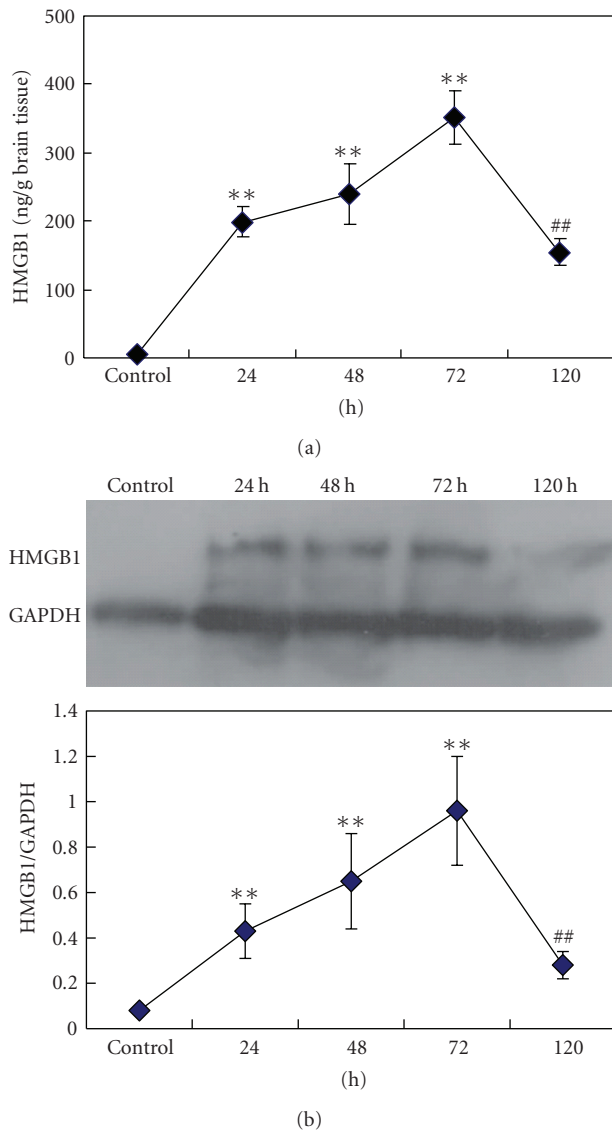 500
400
300
200
100
0
HMGB1 (ng/g brain tissue)
**
**
**
##
Control 24 48 72 120
(h)
(a)
Control 24 h 48 h 72 h 120 h
HMGB1
GAPDH
1.4
1.2
1
0.8
0.6
0.4
0.2
0
HMGB1/GAPDH
**
**
**
##
Control 24 48 72 120
(h)
(b)